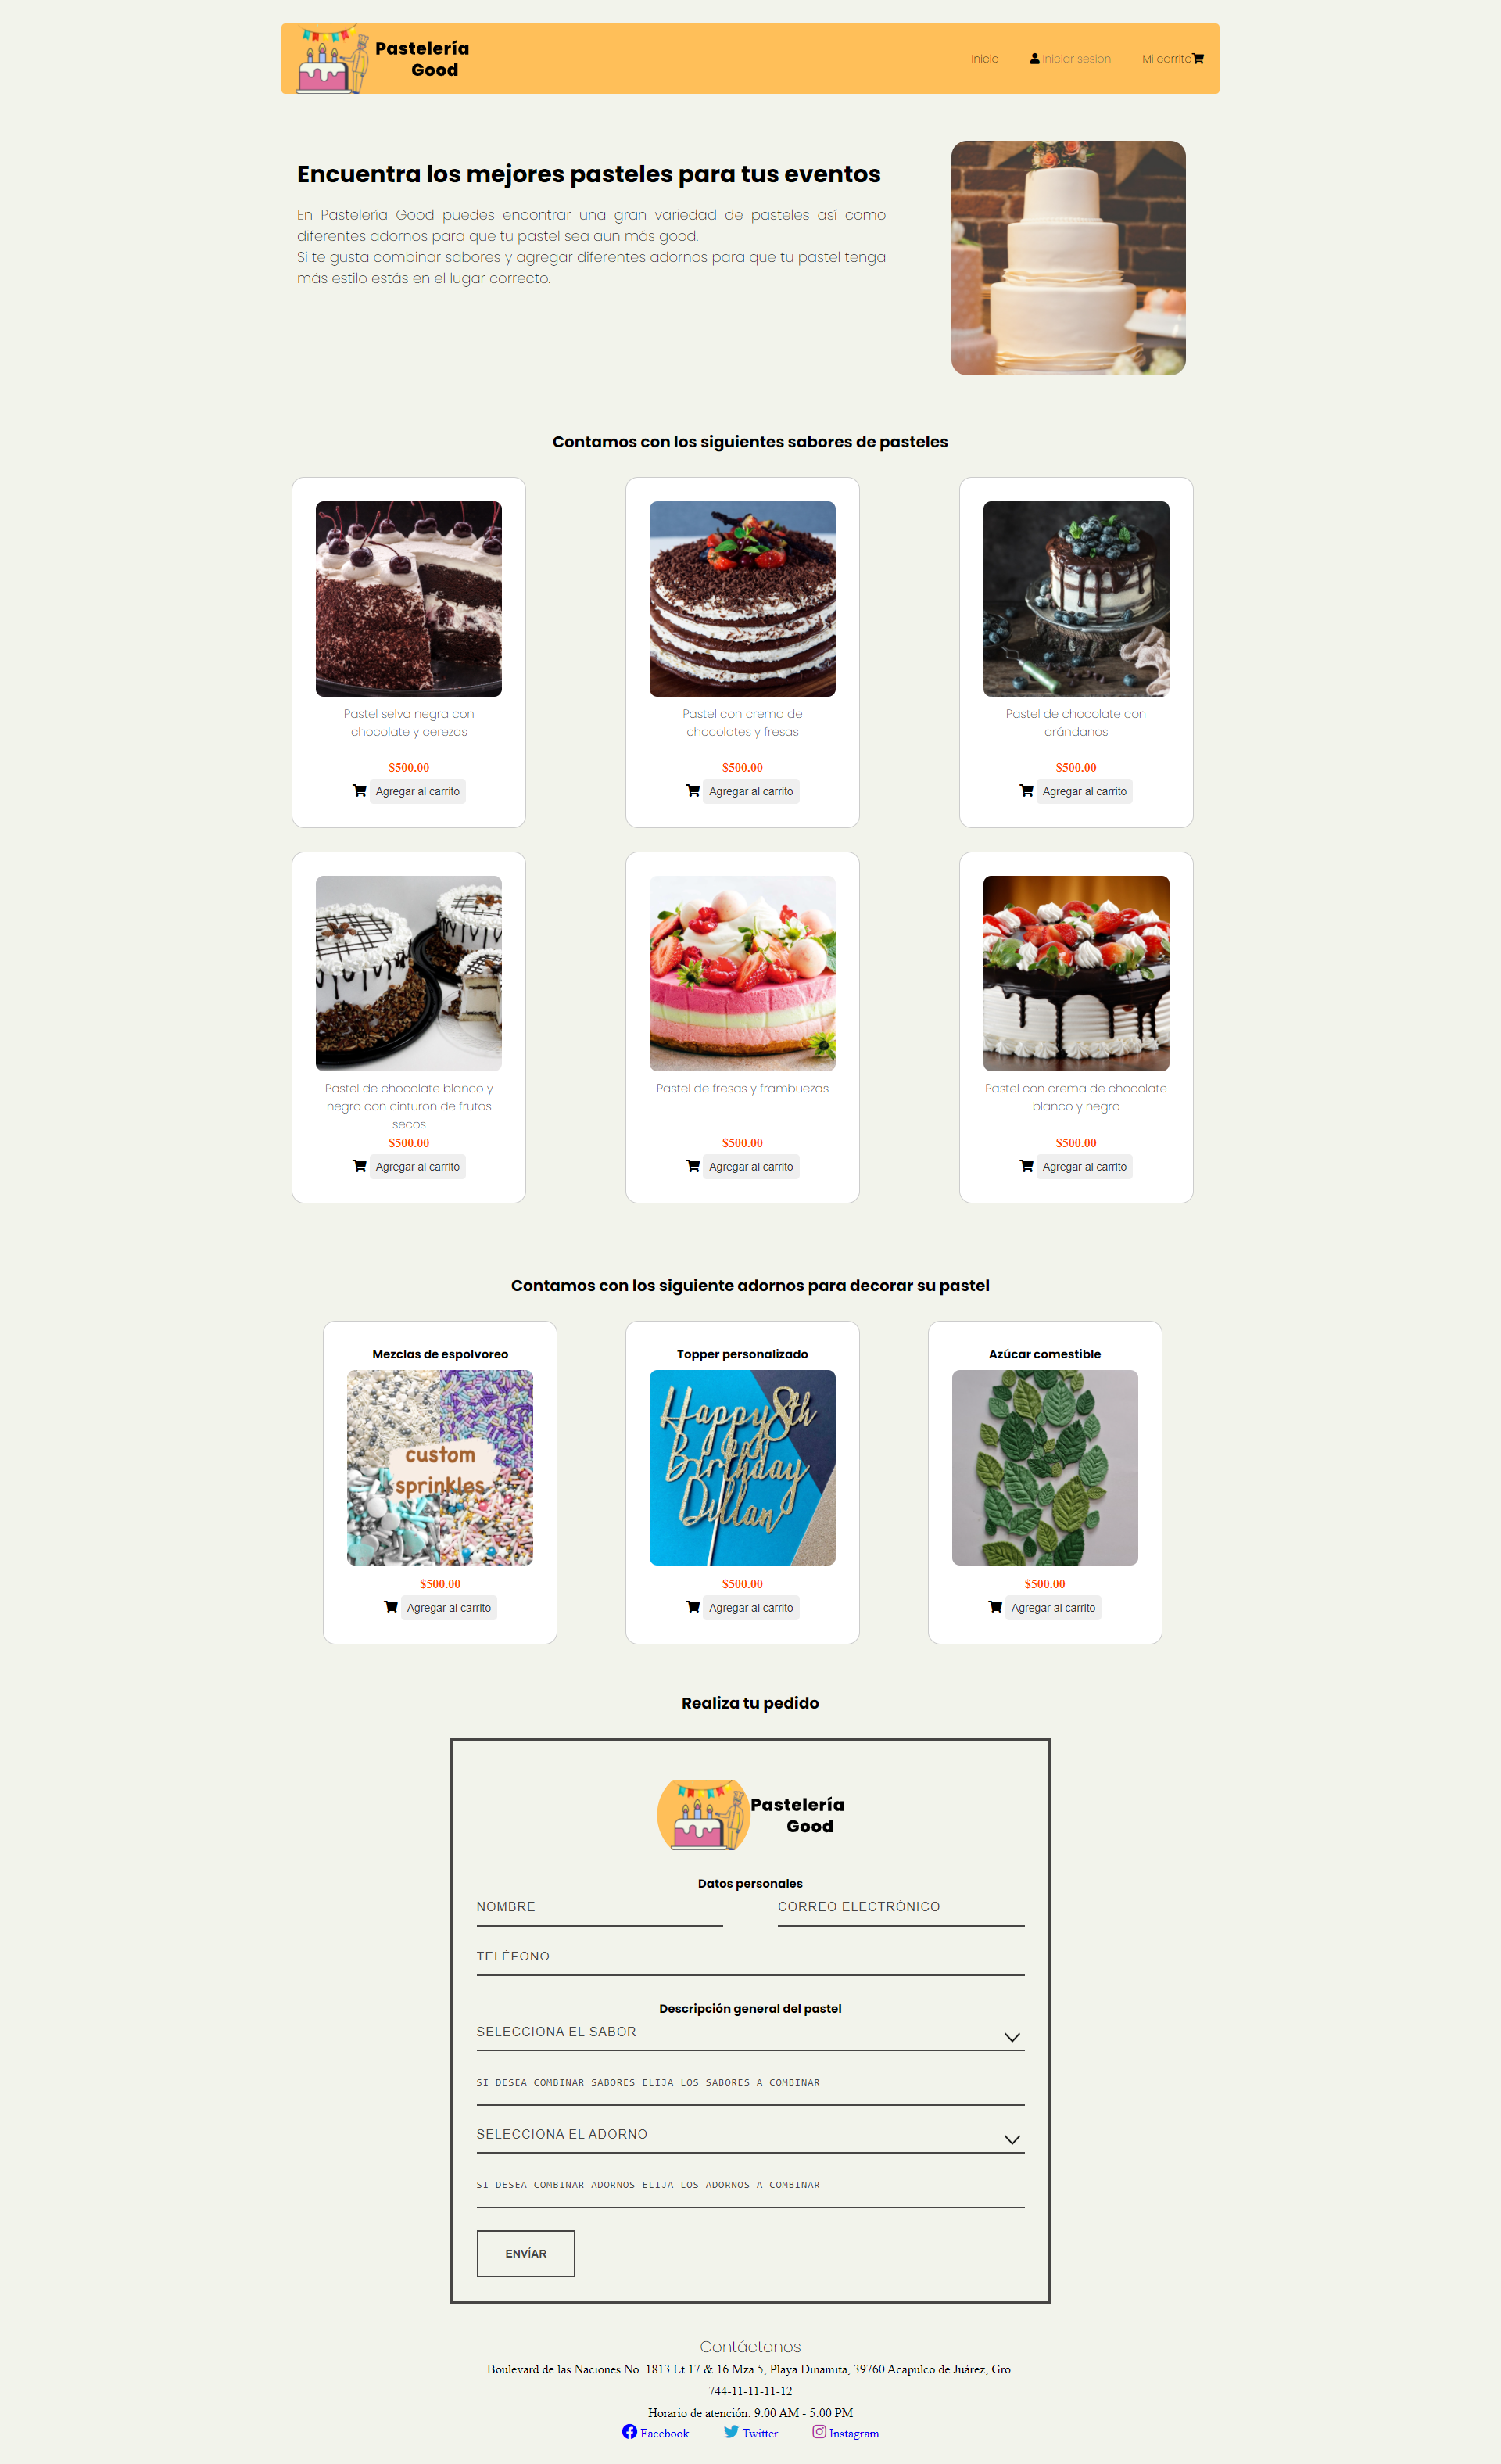 Pastelería
Good
Inicio
Iniciar sesion
Mi carrito
Encuentra los mejores pasteles para tus eventos
En Pastelería Good puedes encontrar una gran variedad de pasteles así como
diferentes adornos para que tu pastel sea aun más good.
Si te gusta combinar sabores y agregar diferentes adornos para que tu pastel tenga
más estilo estás en el lugar correcto.
Contamos con los siguientes sabores de pasteles
Pastel selva negra con
chocolate y cerezas
$500.00
Agregar al carrito
Pastel con crema de
chocolates y fresas
$500.00
Agregar al carrito
Pastel de chocolate con
arándanos
$500.00
Agregar al carrito
Pastel de chocolate blanco y
negro con cinturon de frutos
secos
$500.00
Agregar al carrito
Pastel de fresas y frambuezas
$500.00
Agregar al carrito
Pastel con crema de chocolate
blanco y negro
$500.00
Agregar al carrito
Contamos con los siguiente adornos para decorar su pastel
Mezclas de espolvoreo
custom
sprinkles
$500.00
Agregar al carrito
Topper personalizado
Happy 8th
Birthday
Dillan
$500.00
Agregar al carrito
Azúcar comestible
$500.00
Agregar al carrito
Realiza tu pedido
Pastelería
Good
Datos personales
NOMBRE
CORREO ELECTRÓNICO
TELÉFONO
Descripción general del pastel
SELECCIONA EL SABOR
SI DESEA COMBINAR SABORES ELIJA LOS SABORES A COMBINAR
SELECCIONA EL ADORNO
SI DESEA COMBINAR ADORNOS ELIJA LOS ADORNOS A COMBINAR
ENVÍAR
Contáctanos
Boulevard de las Naciones No. 1813 Lt 17 & 16 Mza 5, Playa Dinamita, 39760 Acapulco de Juárez, Gro.
744-11-11-11-12
Horario de atención: 9:00 AM - 5:00 PM
Facebook
Twitter
Instagram